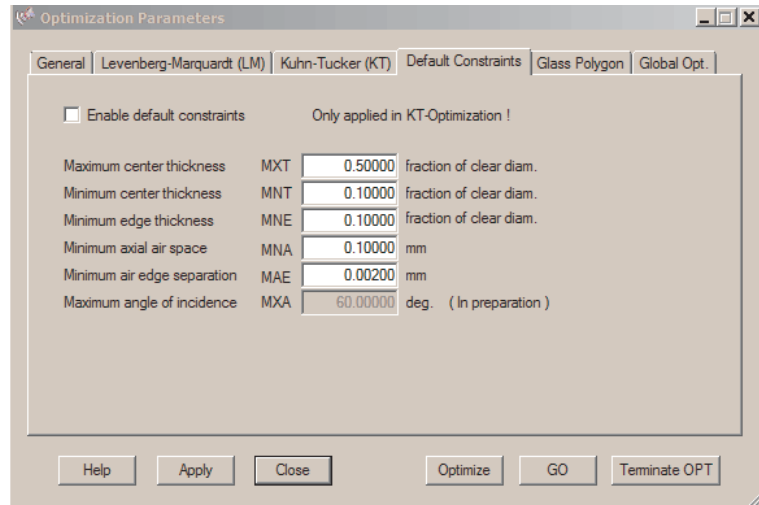 Optimization Parameters
General Levenberg-Marquardt (LM) Kuhn-Tucker (KT) Default Constraints Glass Polygon Global Opt.
Enable default constraints Only applied in KT-Optimization !
Maximum center thickness MXT 0.50000 fraction of clear diam.
Minimum center thickness MNT 0.10000 fraction of clear diam.
Minimum edge thickness MNE 0.10000 fraction of clear diam.
Minimum axial air space MNA 0.10000 mm
Minimum air edge separation MAE 0.00200 mm
Maximum angle of incidence MXA 60.00000 deg. ( In preparation )
Help Apply Close Optimize GO Terminate OPT